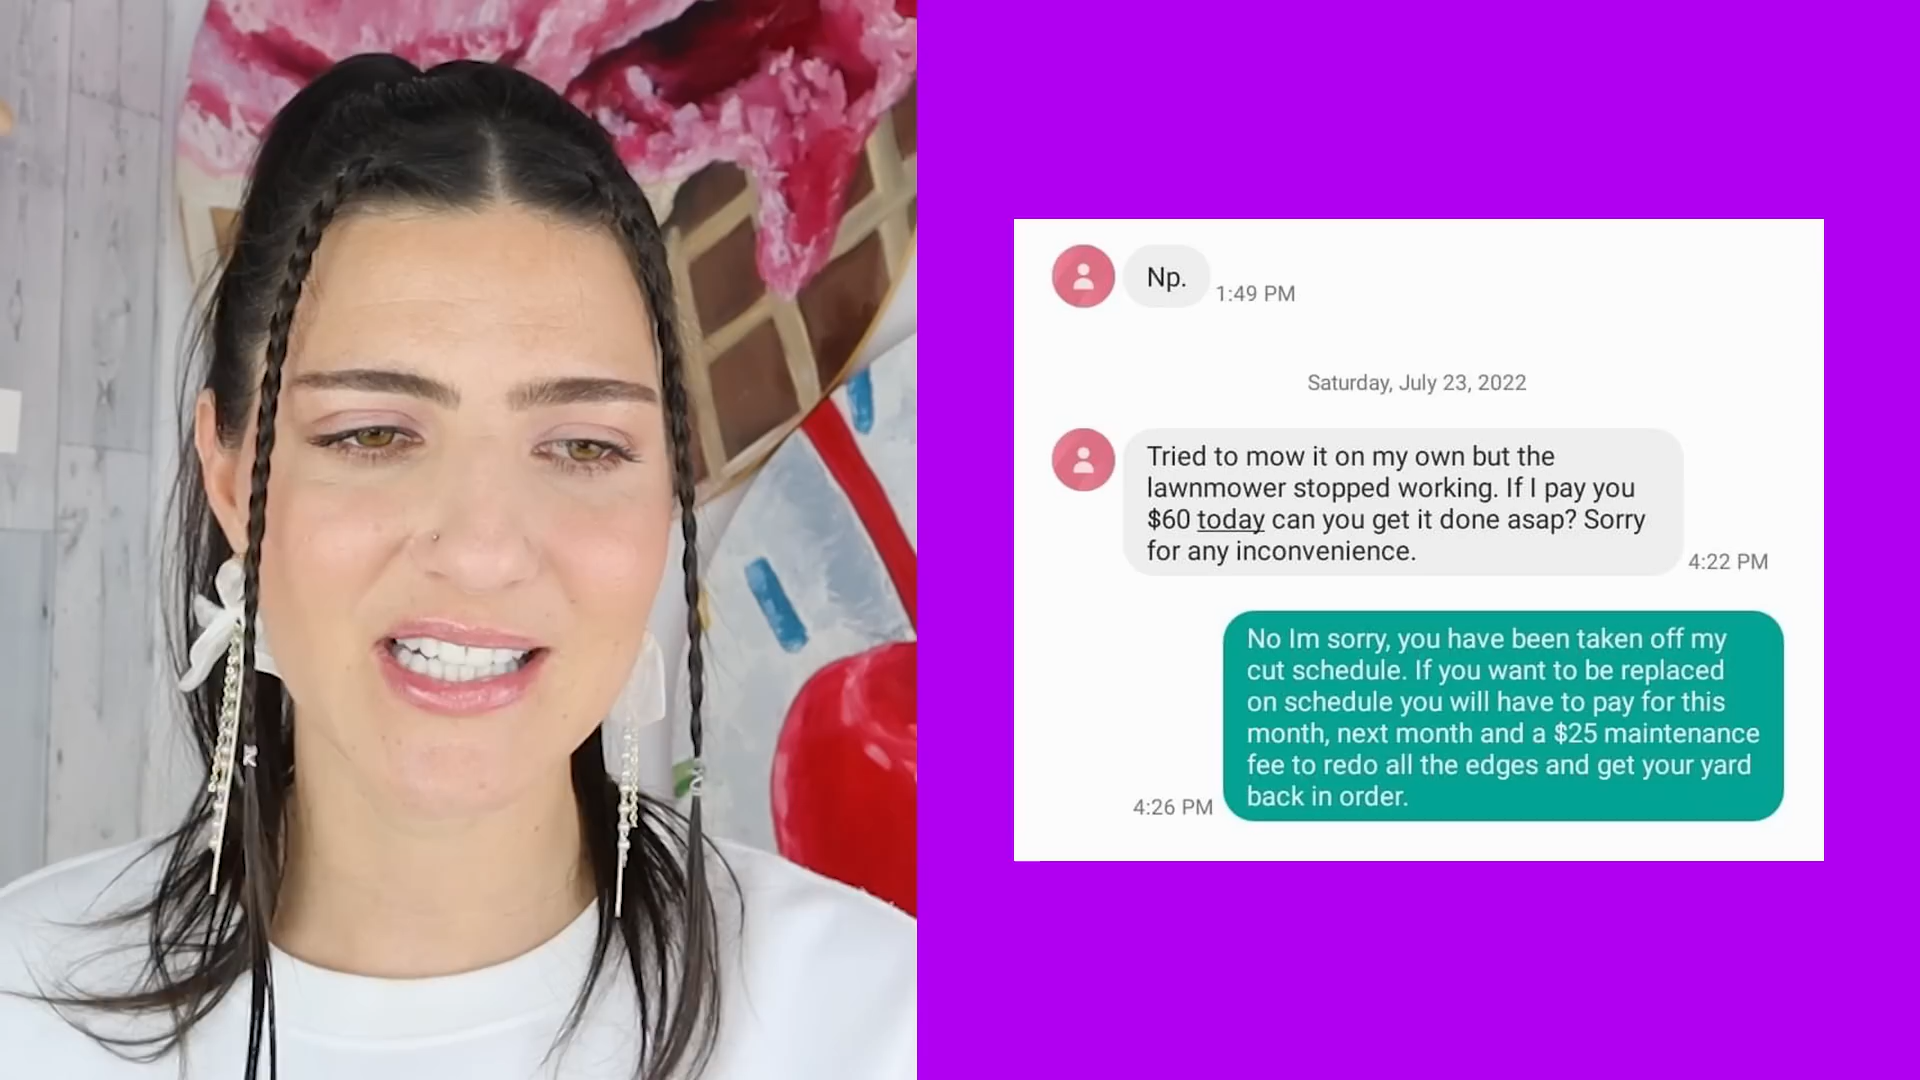 Np.
1:49 PM
Saturday, July 23, 2022
Tried to mow it on my own but the
lawnmower stopped working. If I pay you
$60 today can you get it done asap? Sorry
for any inconvenience.
4:22 PM
No Im sorry, you have been taken off my
cut schedule. If you want to be replaced
on schedule you will have to pay for this
month, next month and a $25 maintenance
fee to redo all the edges and get your yard
back in order.
4:26 PM